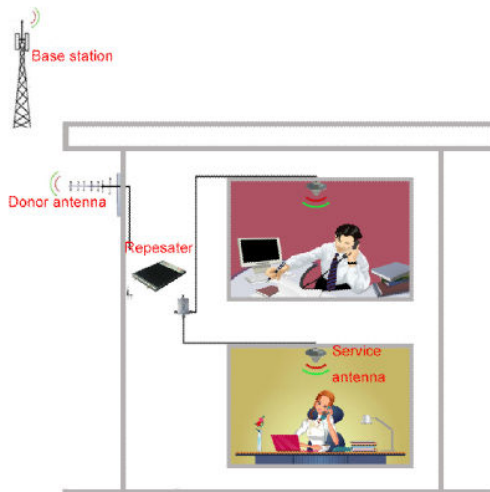 Base station
Donor antenna
Repesater
Service
antenna